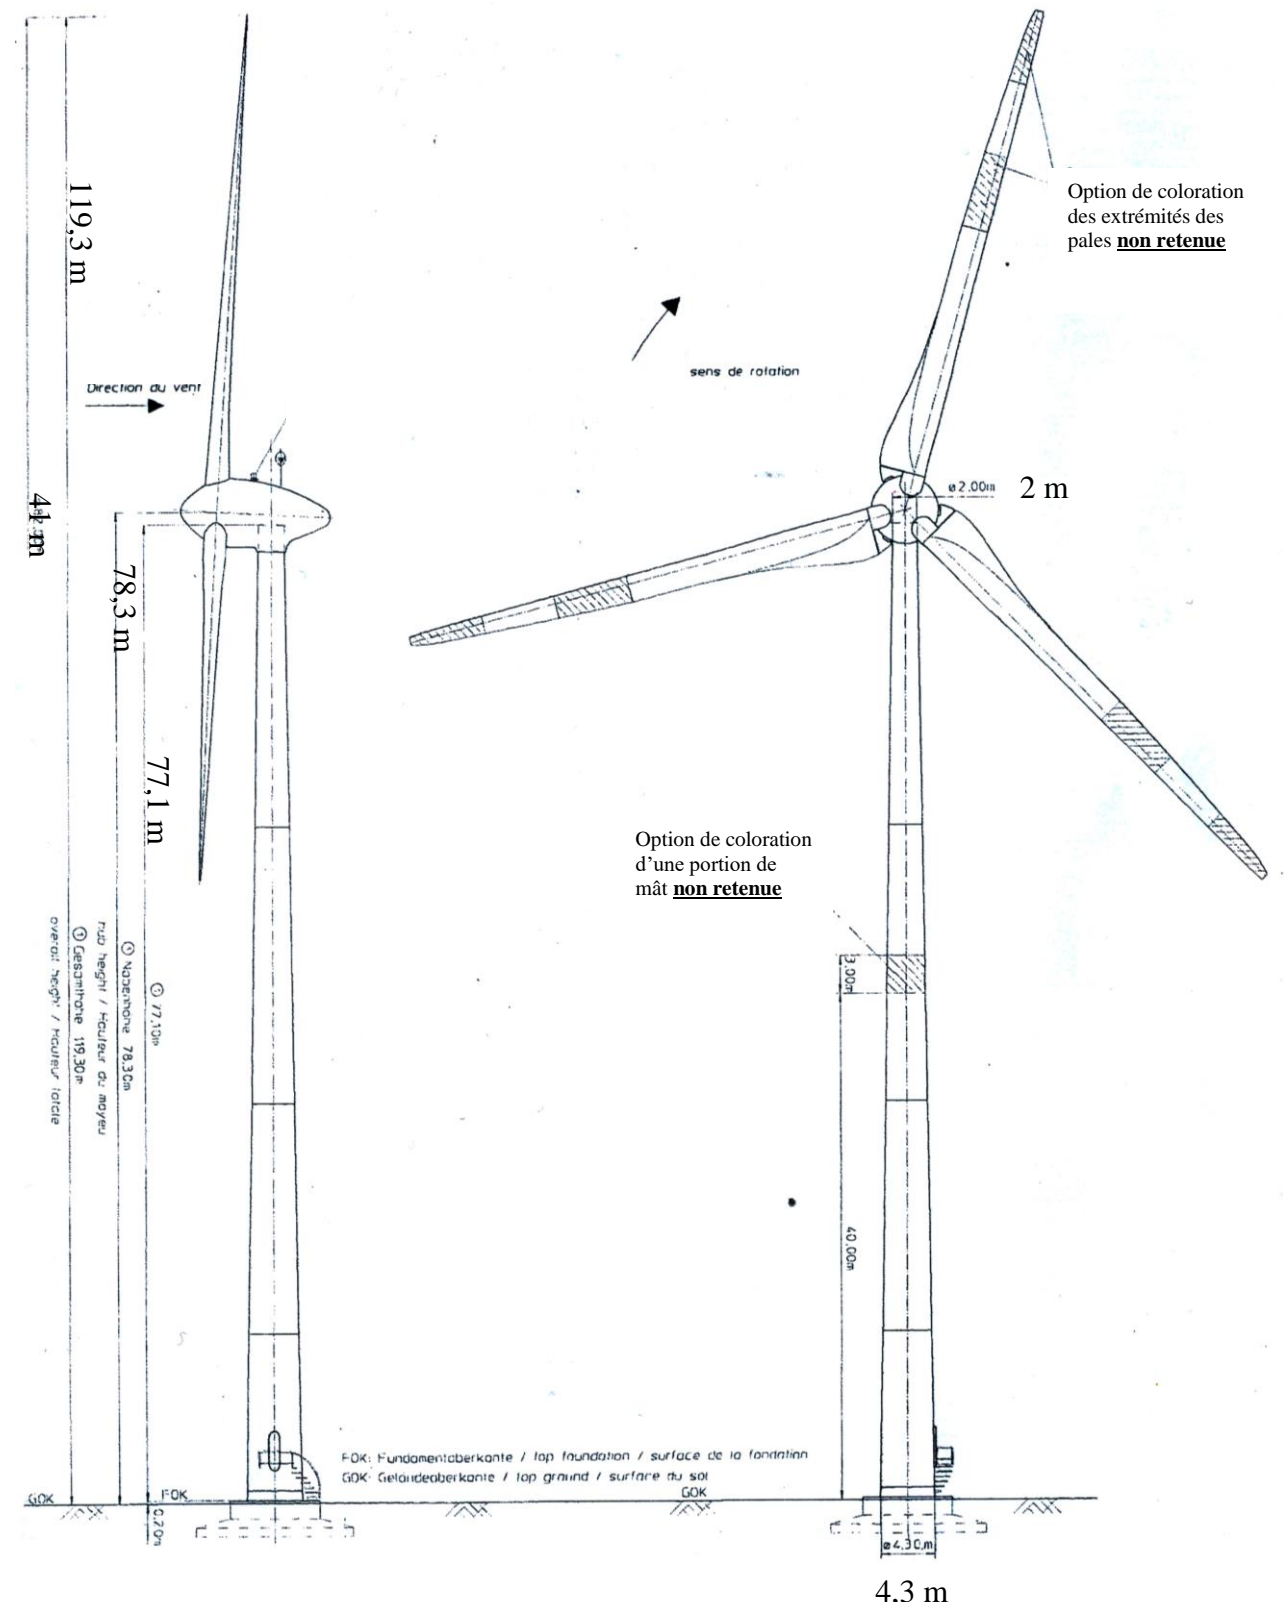 119,3 m
Option de coloration
des extrémités des
pales non retenue
Direction du vent
sens de rotation
41 m
ø2,00m
2 m
78,3 m
77,1 m
Option de coloration
d'une portion de
mât non retenue
3,00m
① 77,10m
① Nabenhöhe 78,30m
hub height / Hauteur du moyeu
① Gesamthöhe 119,30m
overall height / Hauteur totale
40,00m
FOK: Fundamentoberkante / top foundation / surface de la fondation
GOK: Geländeoberkante / top ground / surface du sol
GOK
FOK
GOK
0,20m
ø4,30m
4,3 m